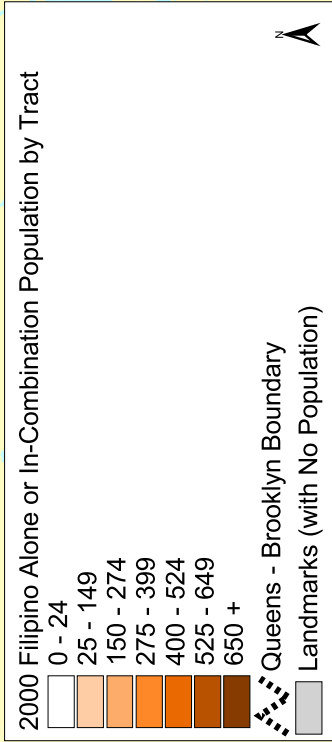 2000 Filipino Alone or In-Combination Population by Tract
0 - 24
25 - 149
150 - 274
275 - 399
400 - 524
525 - 649
650 +
Queens - Brooklyn Boundary
Landmarks (with No Population)
N